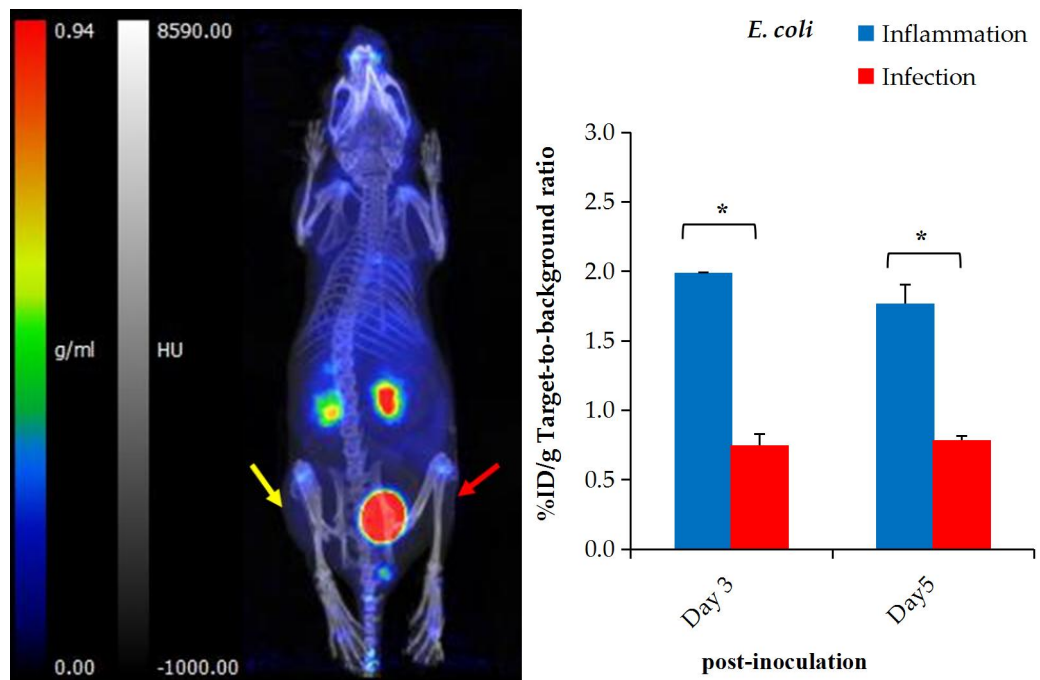 0.94
8590.00
g/ml
HU
0.00
-1000.00
E. coli
Inflammation
Infection
%ID/g Target-to-background ratio
3.0
2.5
2.0
1.5
1.0
0.5
0.0
*
*
Day 3
Day5
post-inoculation